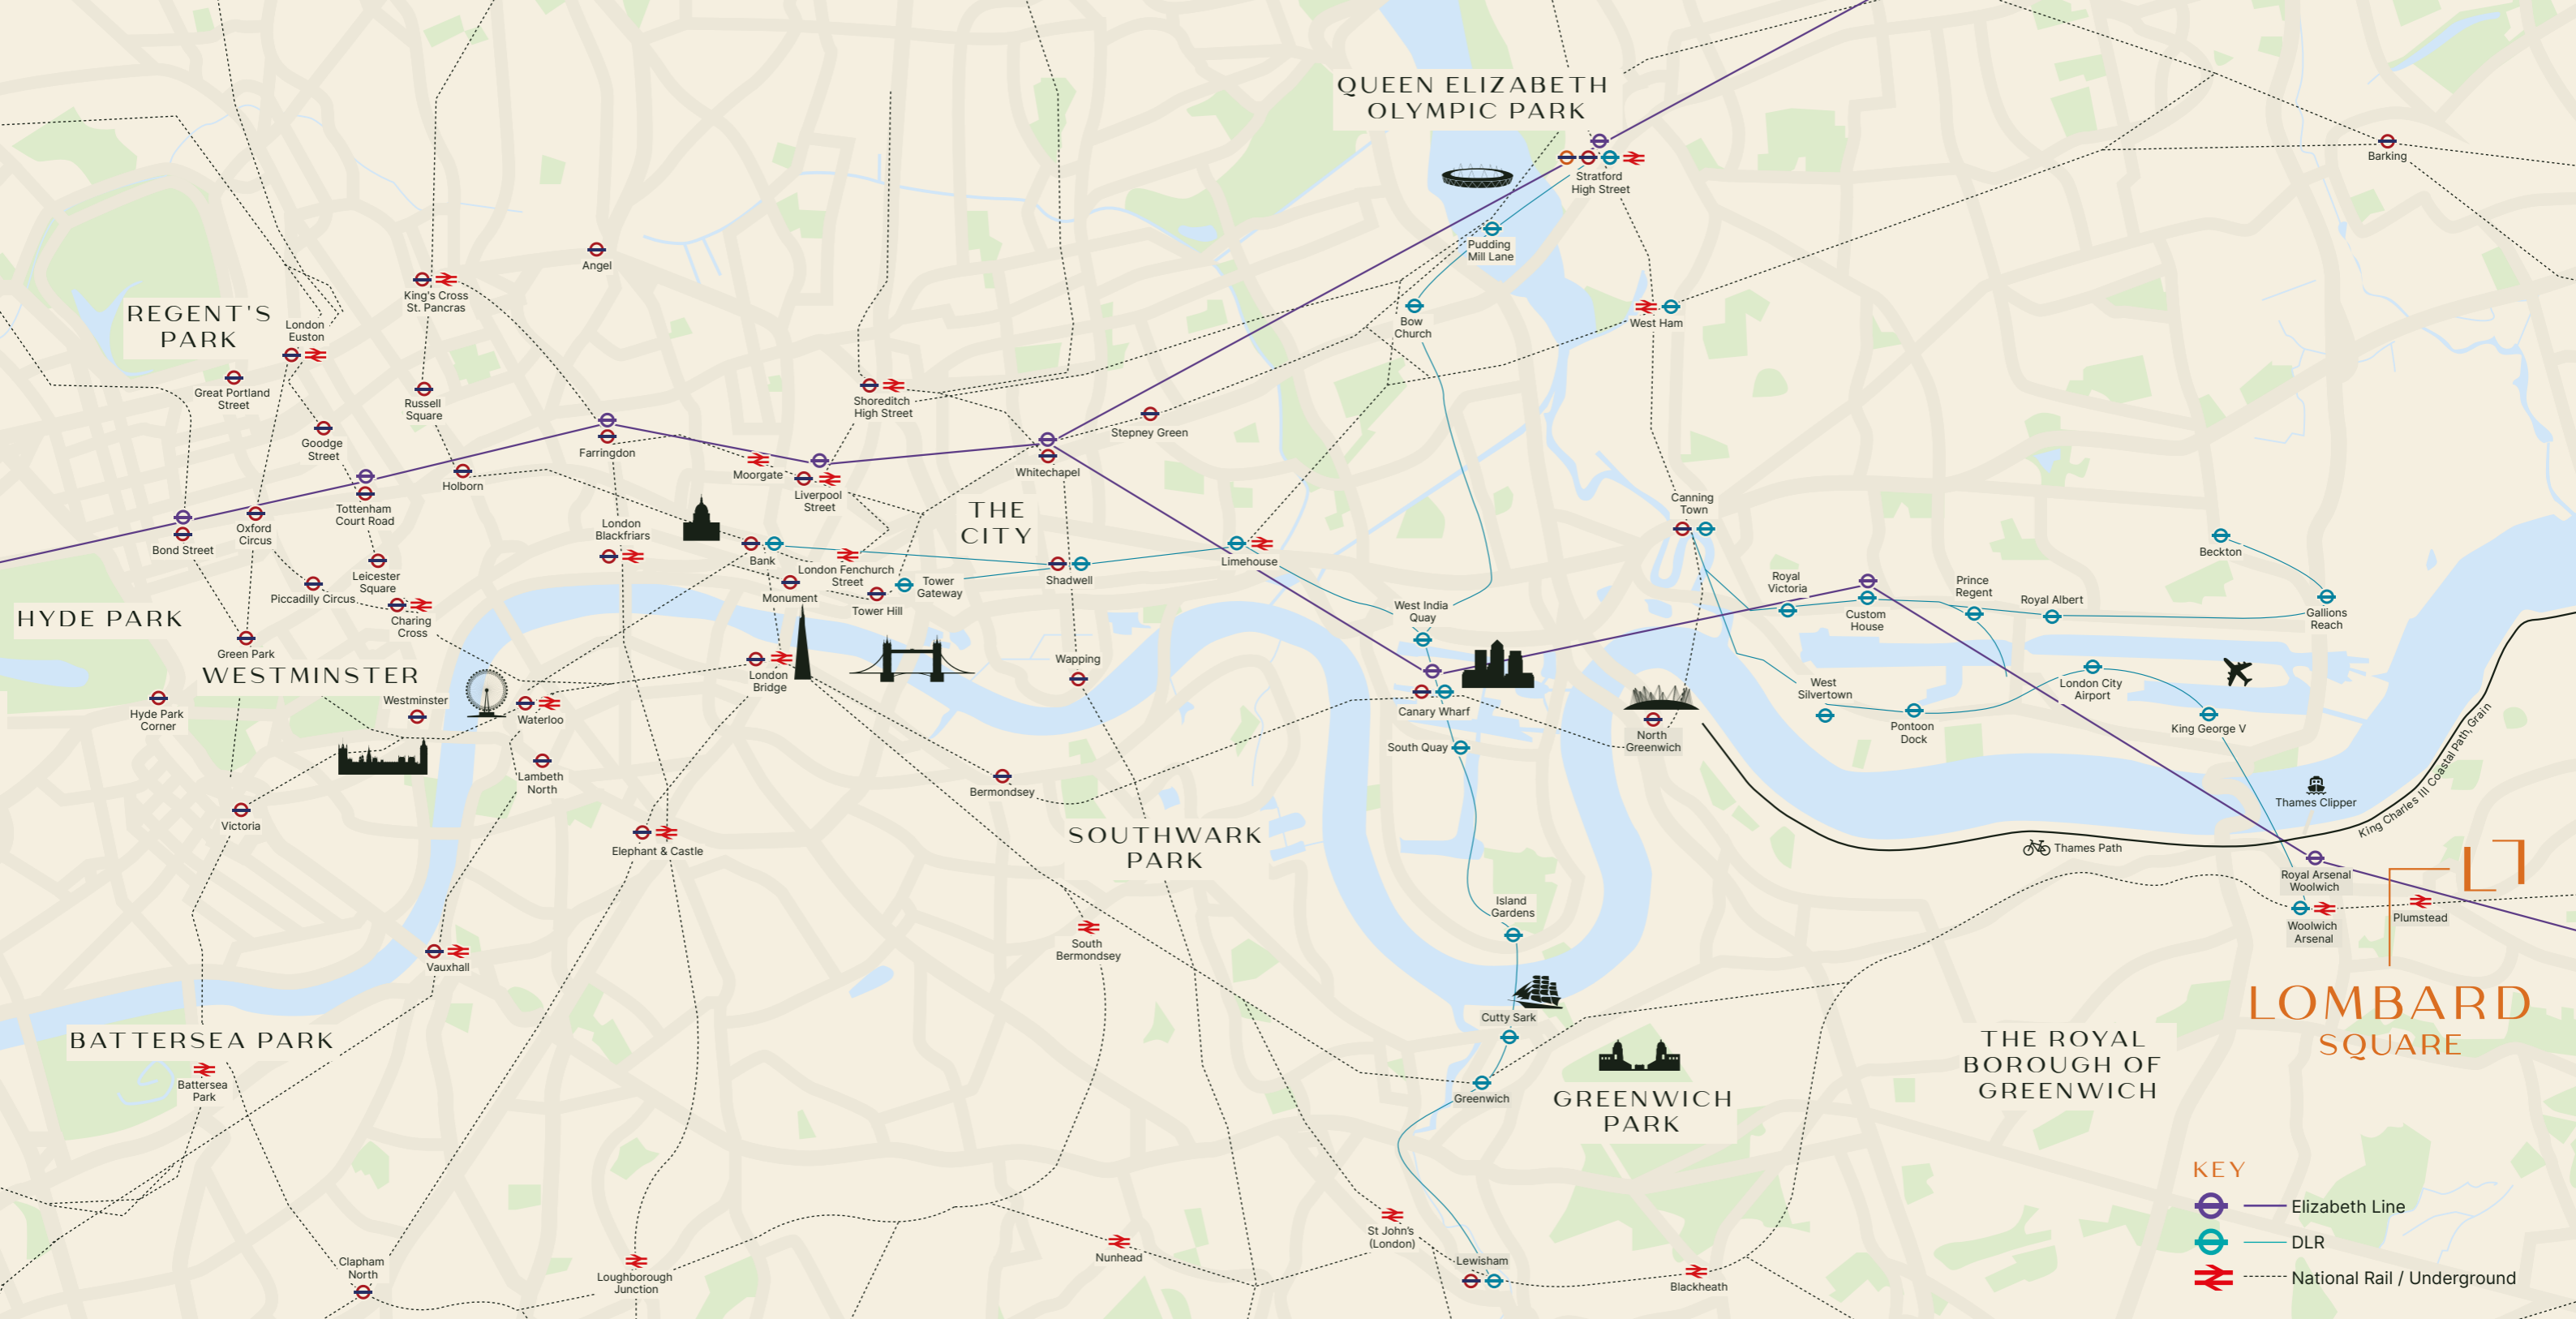 QUEEN ELIZABETH
OLYMPIC PARK
Stratford
High Street
Barking
Pudding
Mill Lane
Angel
King's Cross
St. Pancras
REGENT'S
PARK
London
Euston
Bow
Church
West Ham
Great Portland
Street
Russell
Square
Shoreditch
High Street
Goodge
Street
Farringdon
Stepney Green
Holborn
Moorgate
Whitechapel
Liverpool
Street
Tottenham
Court Road
Oxford
Circus
Bond Street
London
Blackfriars
THE
CITY
Canning
Town
Beckton
Bank
London Fenchurch
Street
Limehouse
Leicester
Square
Piccadilly Circus
Monument
Tower Hill
Tower
Gateway
Shadwell
Royal
Victoria
Custom
House
Prince
Regent
Royal Albert
Gallions
Reach
HYDE PARK
Charing
Cross
West India
Quay
Green Park
WESTMINSTER
London
Bridge
Wapping
Westminster
Hyde Park
Corner
Waterloo
Canary Wharf
North
Greenwich
West
Silvertown
Pontoon
Dock
London City
Airport
King George V
South Quay
Lambeth
North
Bermondsey
Victoria
Elephant & Castle
SOUTHWARK
PARK
Thames Clipper
King Charles III Coastal Path, Grain
Thames Path
Royal Arsenal
Woolwich
Woolwich
Arsenal
Plumstead
Island
Gardens
South
Bermondsey
Vauxhall
LOMBARD
SQUARE
Cutty Sark
BATTERSEA PARK
Battersea
Park
Greenwich
GREENWICH
PARK
THE ROYAL
BOROUGH OF
GREENWICH
KEY
Elizabeth Line
DLR
National Rail / Underground
St John's
(London)
Nunhead
Lewisham
Blackheath
Clapham
North
Loughborough
Junction